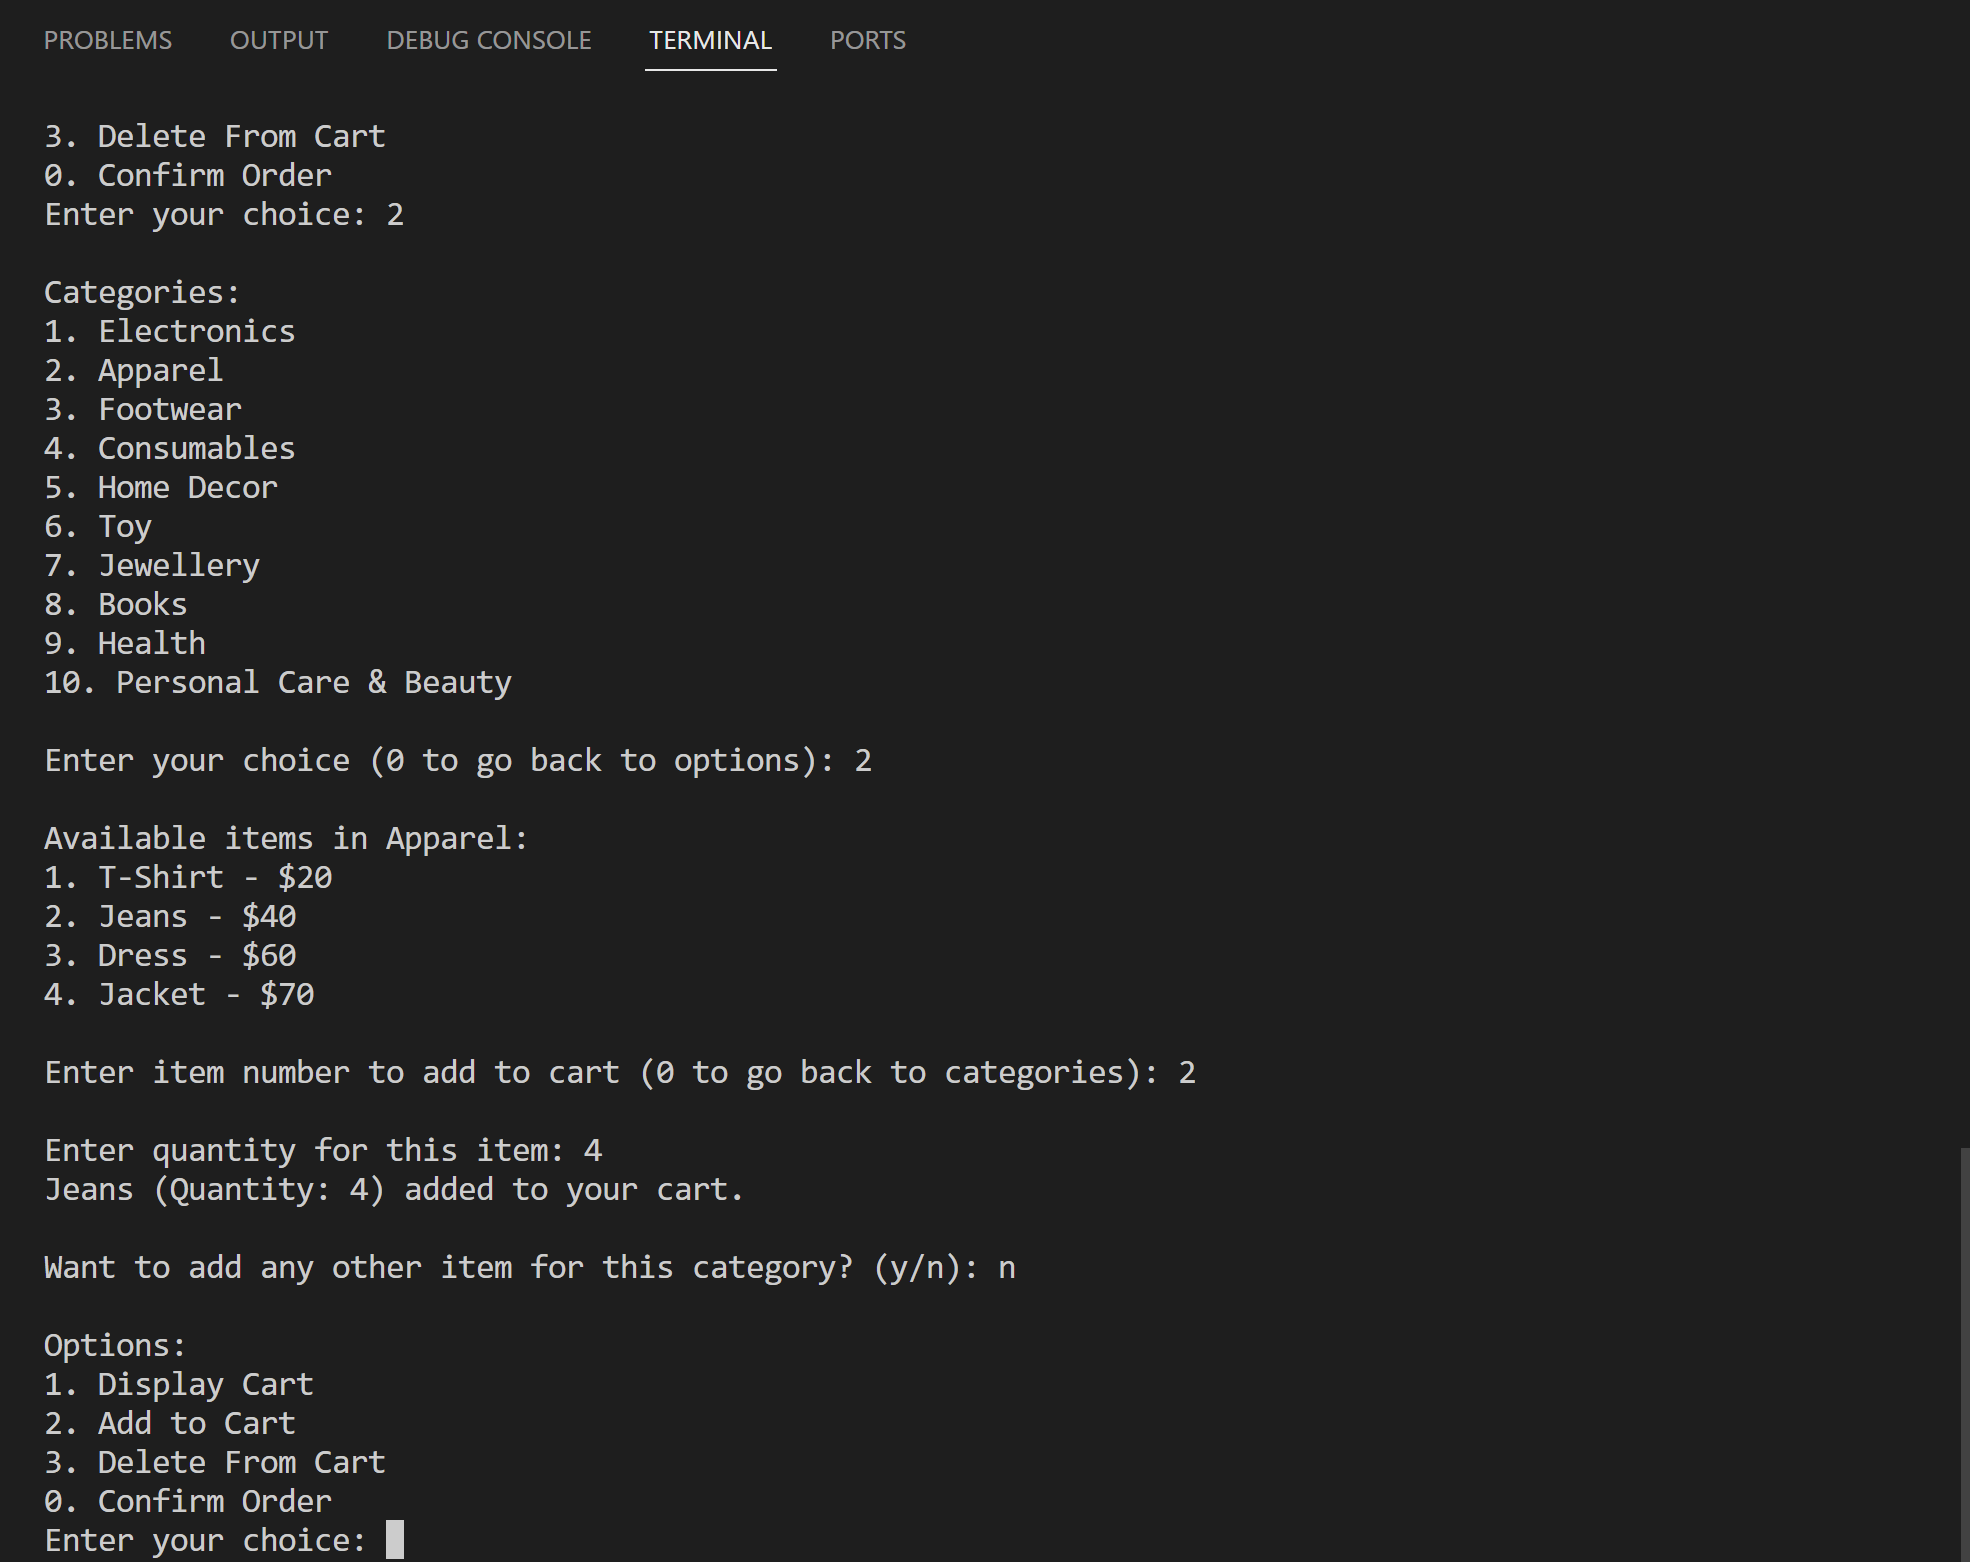 PROBLEMS OUTPUT DEBUG CONSOLE TERMINAL PORTS
3. Delete From Cart
0. Confirm Order
Enter your choice: 2
Categories:
1. Electronics
2. Apparel
3. Footwear
4. Consumables
5. Home Decor
6. Toy
7. Jewellery
8. Books
9. Health
10. Personal Care & Beauty
Enter your choice (0 to go back to options): 2
Available items in Apparel:
1. T-Shirt - $20
2. Jeans - $40
3. Dress - $60
4. Jacket - $70
Enter item number to add to cart (0 to go back to categories): 2
Enter quantity for this item: 4
Jeans (Quantity: 4) added to your cart.
Want to add any other item for this category? (y/n): n
Options:
1. Display Cart
2. Add to Cart
3. Delete From Cart
0. Confirm Order
Enter your choice: